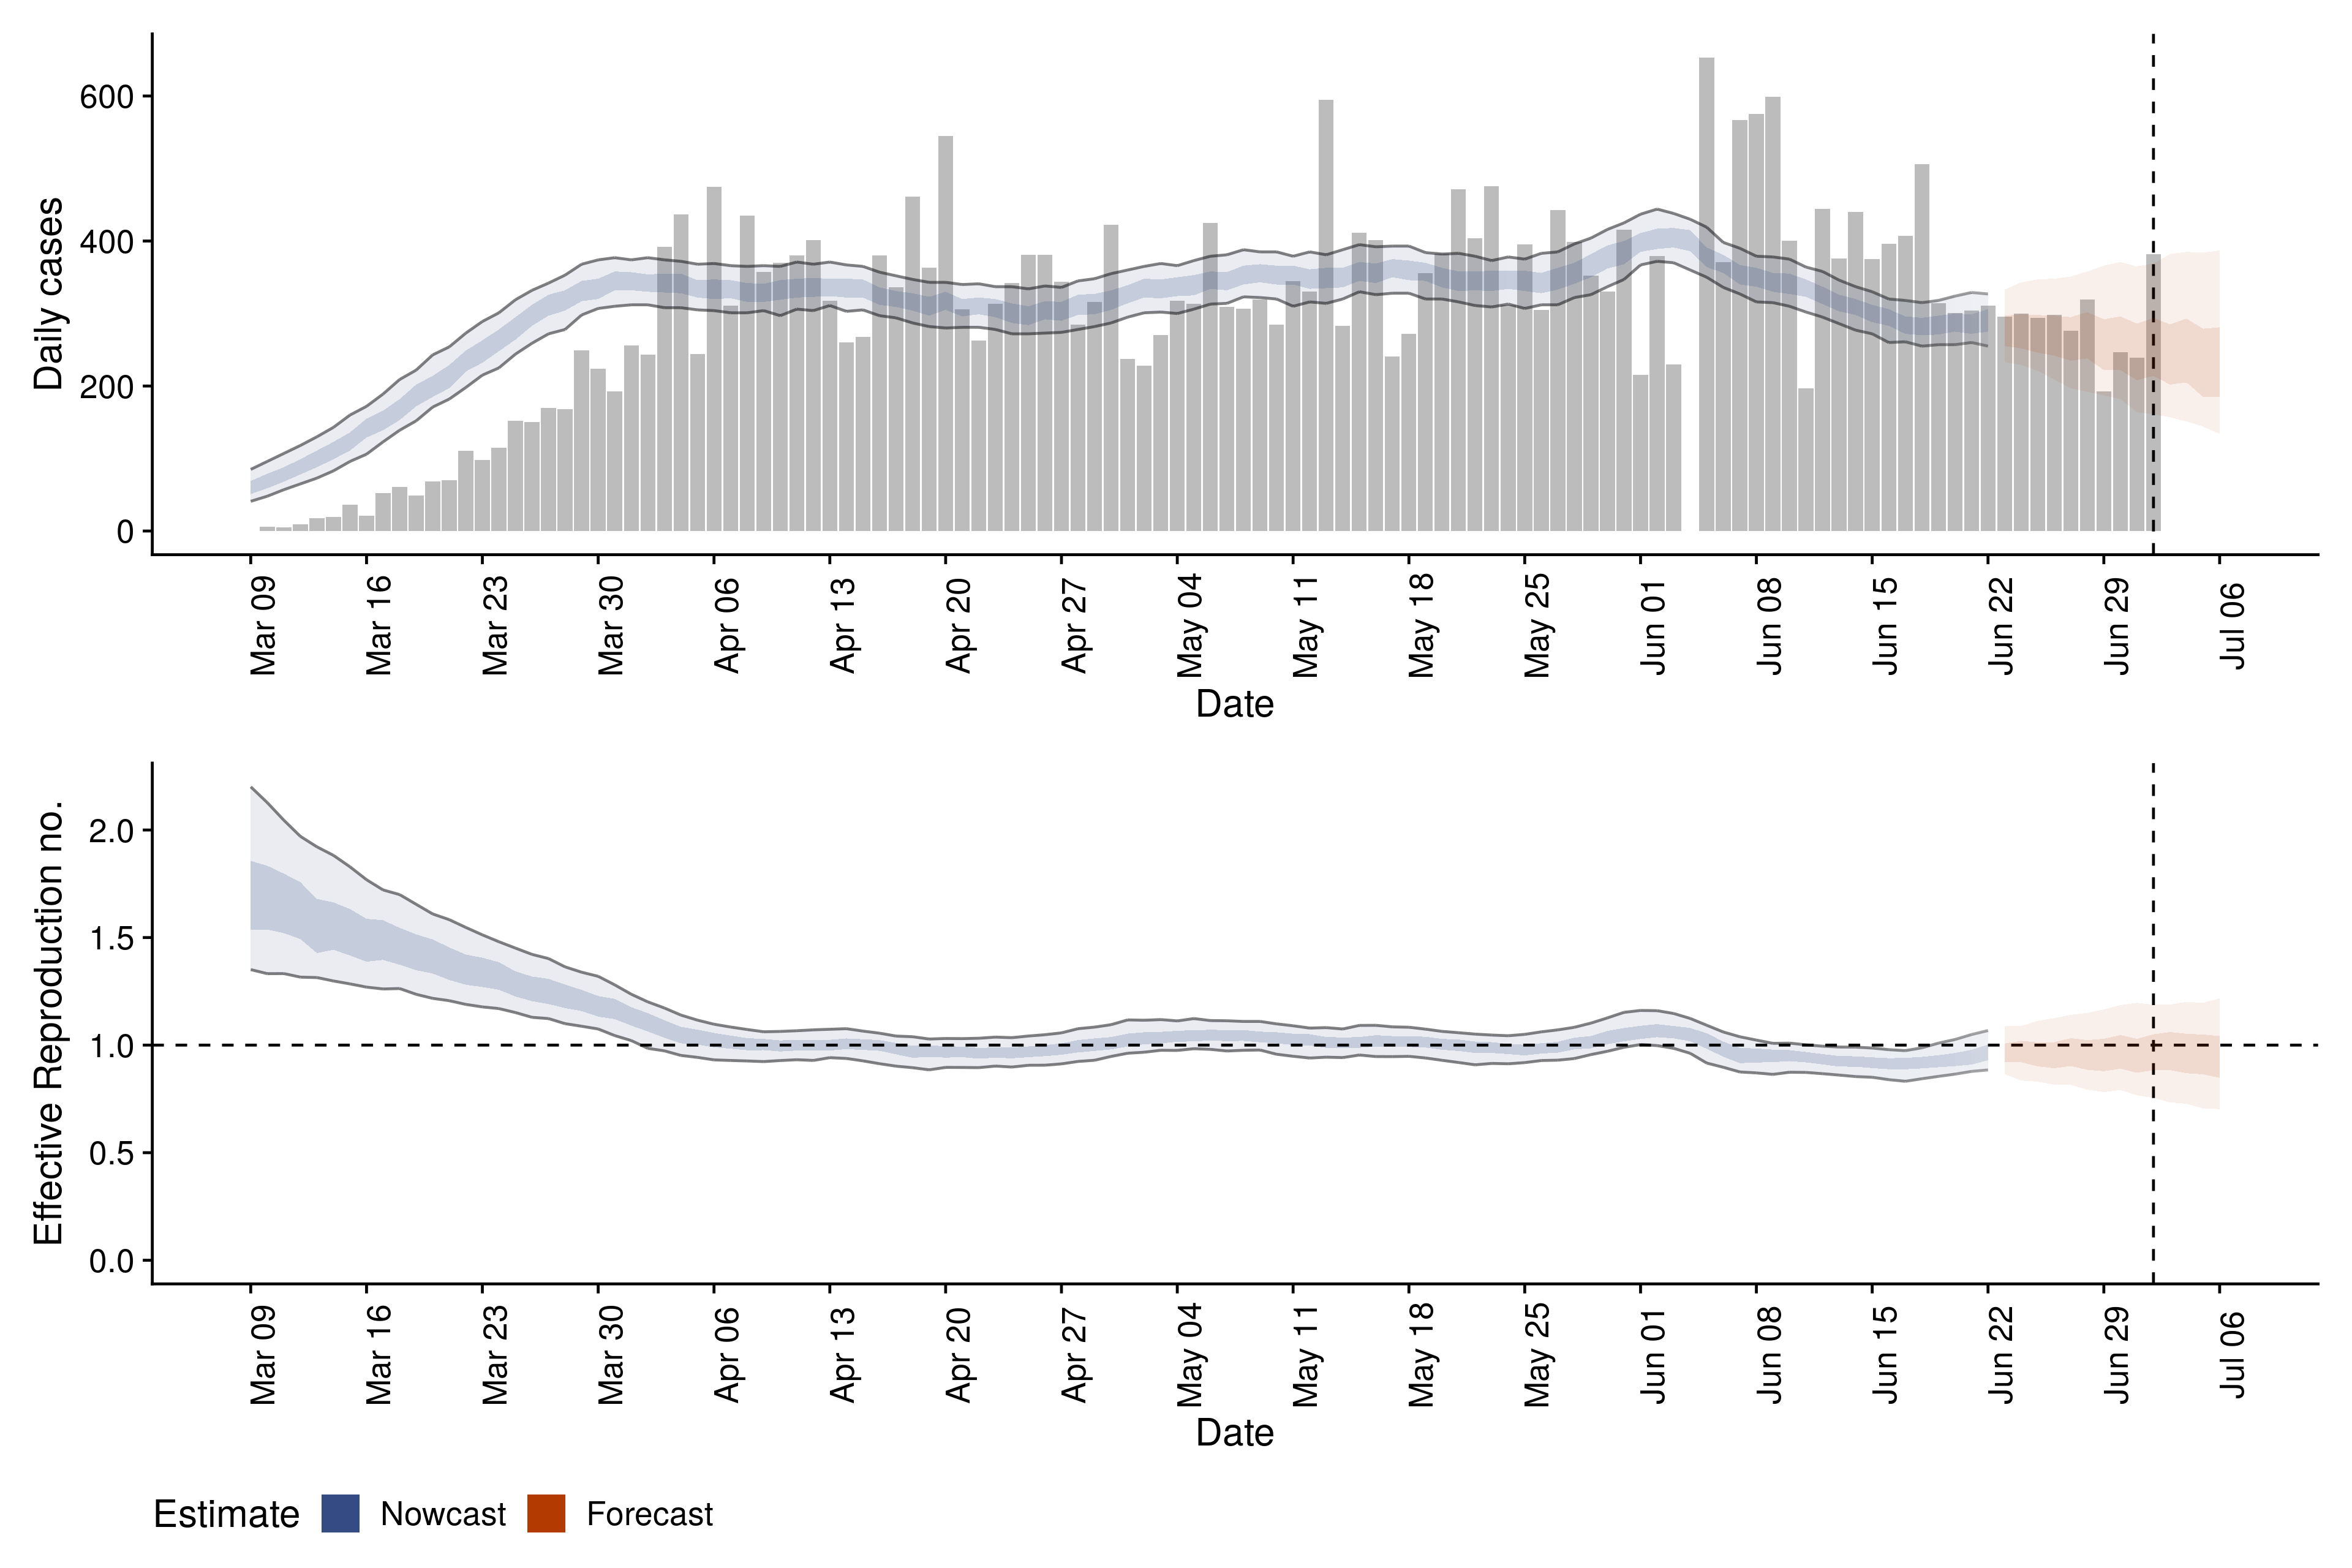 Daily cases
600
400
200
0
Mar 09 Mar 16 Mar 23 Mar 30 Apr 06 Apr 13 Apr 20 Apr 27 May 04 May 11 May 18 May 25 Jun 01 Jun 08 Jun 15 Jun 22 Jun 29 Jul 06
Date
Effective Reproduction no.
2.0
1.5
1.0
0.5
0.0
Mar 09 Mar 16 Mar 23 Mar 30 Apr 06 Apr 13 Apr 20 Apr 27 May 04 May 11 May 18 May 25 Jun 01 Jun 08 Jun 15 Jun 22 Jun 29 Jul 06
Date
Estimate Nowcast Forecast